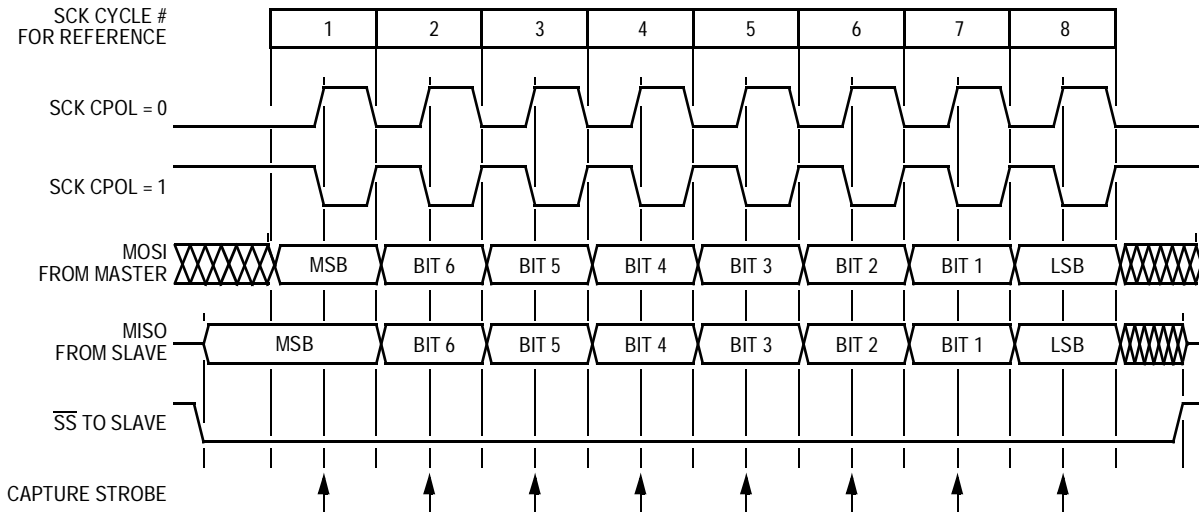 SCK CYCLE #
FOR REFERENCE
1 2 3 4 5 6 7 8
SCK CPOL = 0
SCK CPOL = 1
MOSI
FROM MASTER
MSB BIT 6 BIT 5 BIT 4 BIT 3 BIT 2 BIT 1 LSB
MISO
FROM SLAVE
MSB BIT 6 BIT 5 BIT 4 BIT 3 BIT 2 BIT 1 LSB
S̅S̅ TO SLAVE
CAPTURE STROBE